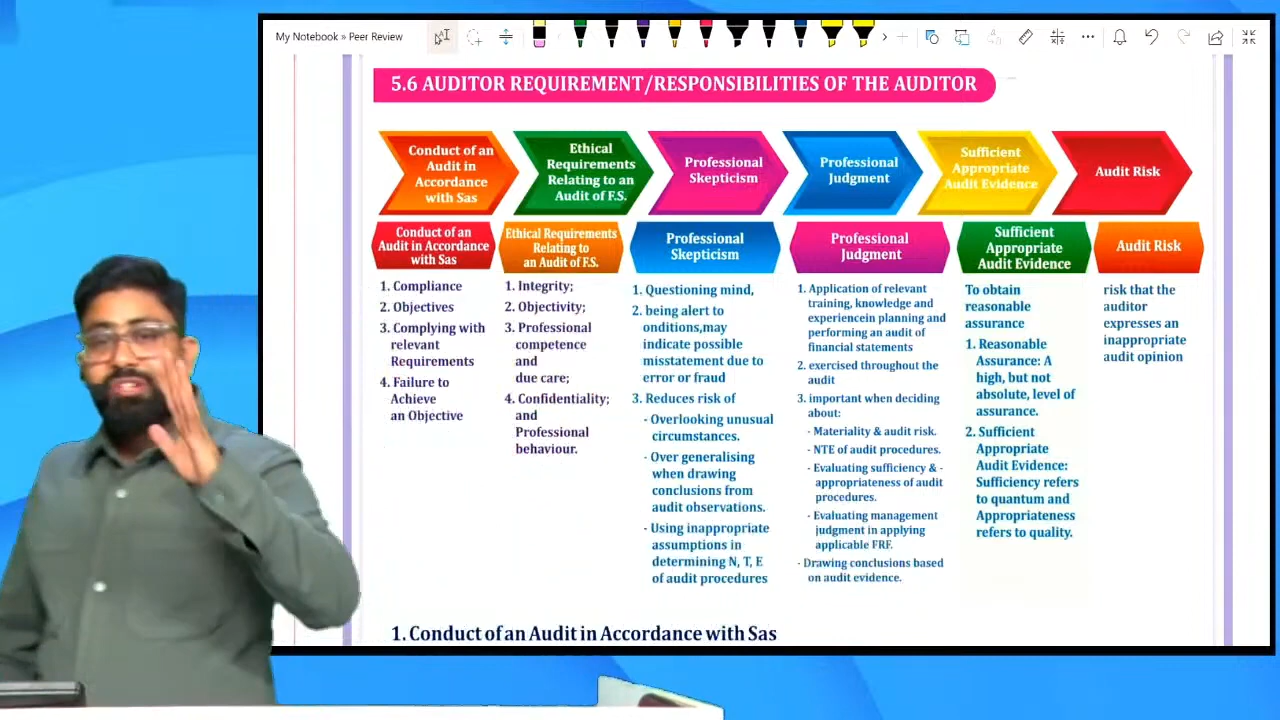 My Notebook » Peer Review
5.6 AUDITOR REQUIREMENT/RESPONSIBILITIES OF THE AUDITOR
Conduct of an
Audit in
Accordance
with Sas
Ethical
Requirements
Relating to an
Audit of F.S.
Professional
Skepticism
Professional
Judgment
Sufficient
Appropriate
Audit Evidence
Audit Risk
Conduct of an
Audit in Accordance
with Sas
1. Compliance
2. Objectives
3. Complying with
relevant
Requirements
4. Failure to
Achieve
an Objective
Ethical Requirements
Relating to
an Audit of F.S.
1. Integrity;
2. Objectivity;
3. Professional
competence
and
due care;
4. Confidentiality;
and
Professional
behaviour.
Professional
Skepticism
1. Questioning mind,
2. being alert to
onditions,may
indicate possible
misstatement due to
error or fraud
3. Reduces risk of
- Overlooking unusual
circumstances.
- Over generalising
when drawing
conclusions from
audit observations.
- Using inappropriate
assumptions in
determining N, T, E
of audit procedures
Professional
Judgment
1. Application of relevant
training, knowledge and
experiencein planning and
performing an audit of
financial statements
2. exercised throughout the
audit
3. important when deciding
about:
- Materiality & audit risk.
- NTE of audit procedures.
- Evaluating sufficiency & -
appropriateness of audit
procedures.
- Evaluating management
judgment in applying
applicable FRF.
- Drawing conclusions based
on audit evidence.
Sufficient
Appropriate
Audit Evidence
To obtain
reasonable
assurance
1. Reasonable
Assurance: A
high, but not
absolute, level of
assurance.
2. Sufficient
Appropriate
Audit Evidence:
Sufficiency refers
to quantum and
Appropriateness
refers to quality.
Audit Risk
risk that the
auditor
expresses an
inappropriate
audit opinion
1. Conduct of an Audit in Accordance with Sas